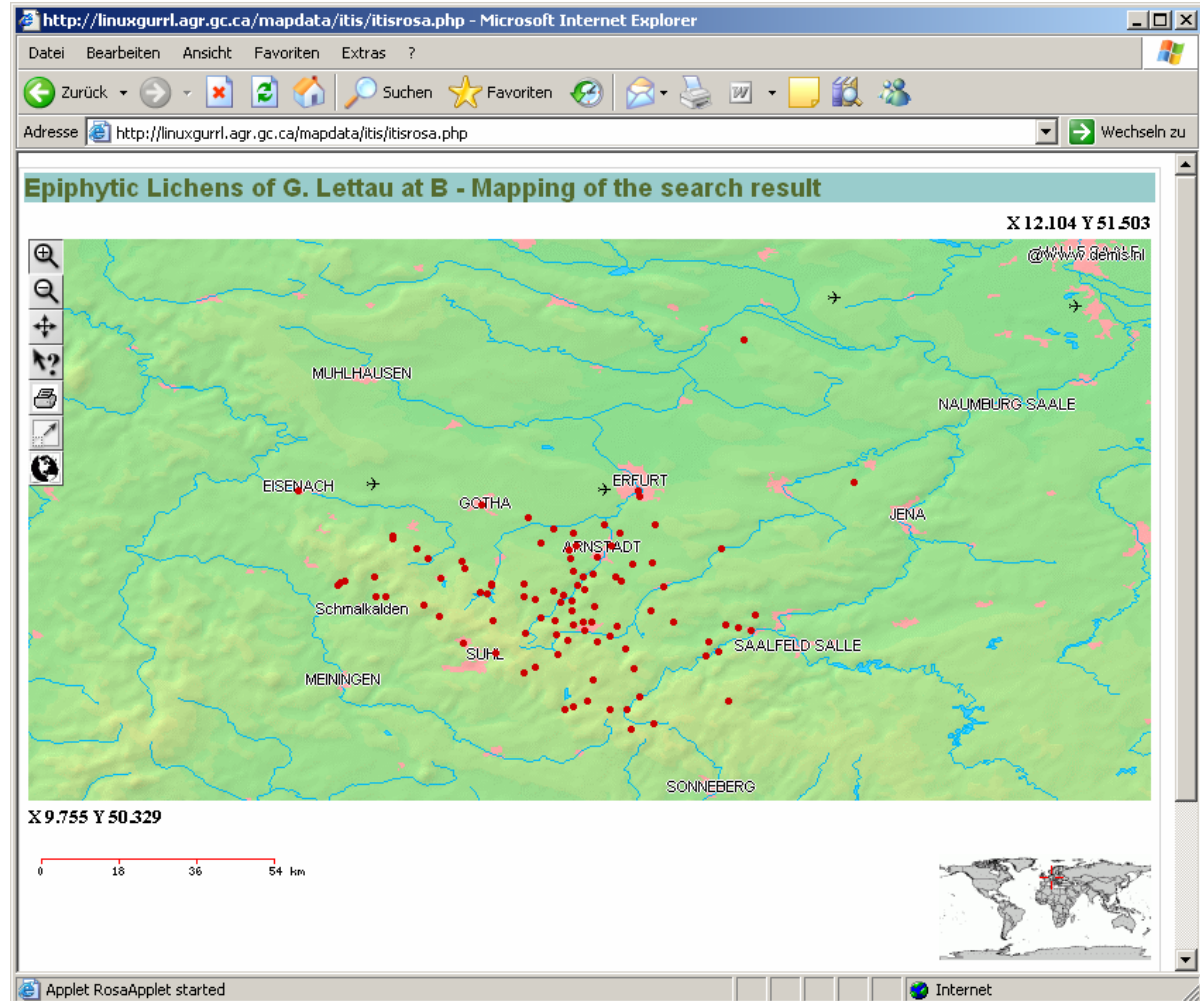 http://linuxgurrl.agr.gc.ca/mapdata/itis/itisrosa.php - Microsoft Internet Explorer
Datei Bearbeiten Ansicht Favoriten Extras ?
Zurück Suchen Favoriten
Adresse http://linuxgurrl.agr.gc.ca/mapdata/itis/itisrosa.php Wechseln zu
Epiphytic Lichens of G. Lettau at B - Mapping of the search result
X 12.104 Y 51.503
MUHLHAUSEN
NAUMBURG SAALE
EISENACH
ERFURT
GOTHA
JENA
ARNSTADT
Schmalkalden
SAALFELD SALLE
SUHL
MEININGEN
SONNEBERG
X 9.755 Y 50.329
0 18 36 54 km
Applet RosaApplet started Internet